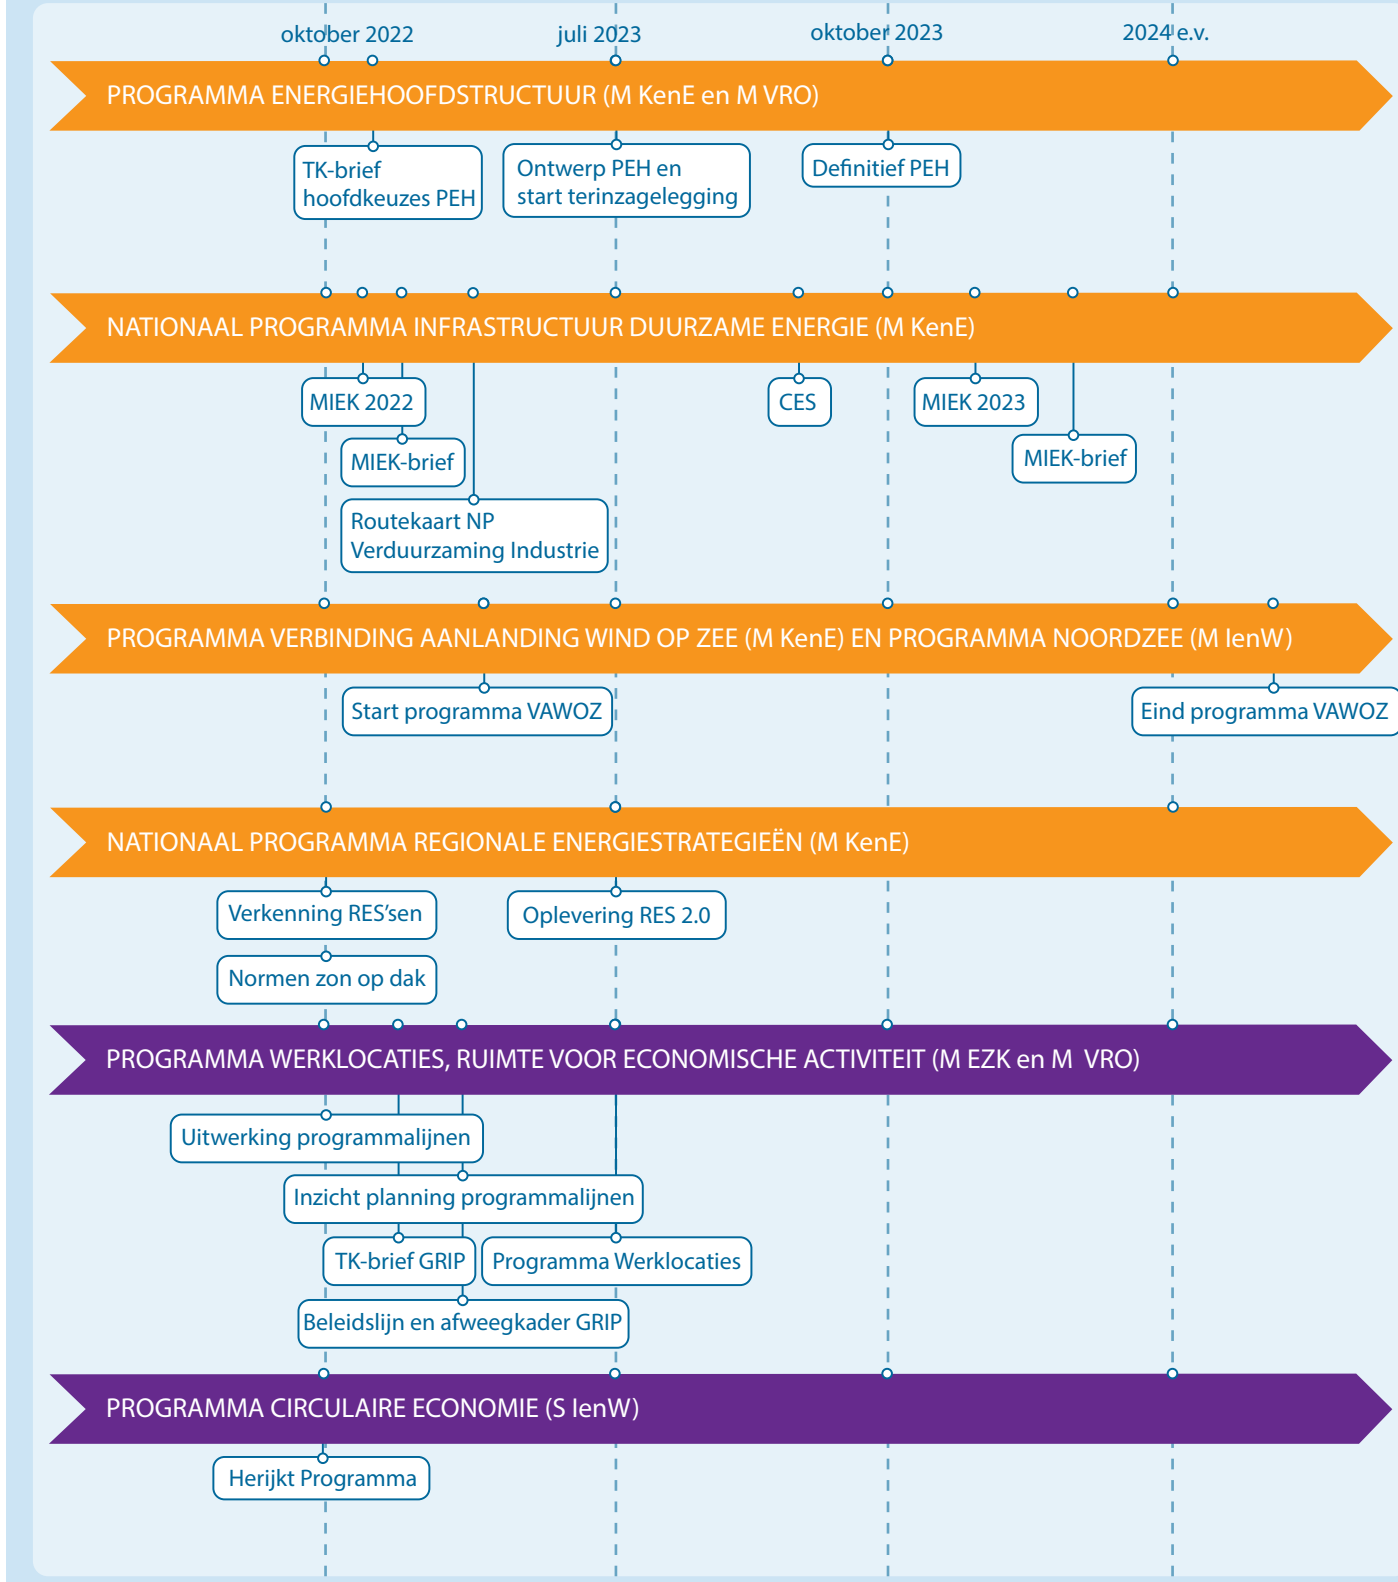 oktober 2022
juli 2023
oktober 2023
2024 e.v.
PROGRAMMA ENERGIEHOOFDSTRUCTUUR (M KenE en M VRO)
TK-brief
hoofdkeuzes PEH
Ontwerp PEH en
start terinzagelegging
Definitief PEH
NATIONAAL PROGRAMMA INFRASTRUCTUUR DUURZAME ENERGIE (M KenE)
MIEK 2022
CES
MIEK 2023
MIEK-brief
MIEK-brief
Routekaart NP
Verduurzaming Industrie
PROGRAMMA VERBINDING AANLANDING WIND OP ZEE (M KenE) EN PROGRAMMA NOORDZEE (M IenW)
Start programma VAWOZ
Eind programma VAWOZ
NATIONAAL PROGRAMMA REGIONALE ENERGIESTRATEGIEËN (M KenE)
Verkenning RES’sen
Oplevering RES 2.0
Normen zon op dak
PROGRAMMA WERKLOCATIES, RUIMTE VOOR ECONOMISCHE ACTIVITEIT (M EZK en M VRO)
Uitwerking programmalijnen
Inzicht planning programmalijnen
TK-brief GRIP
Programma Werklocaties
Beleidslijn en afweegkader GRIP
PROGRAMMA CIRCULAIRE ECONOMIE (S IenW)
Herijkt Programma